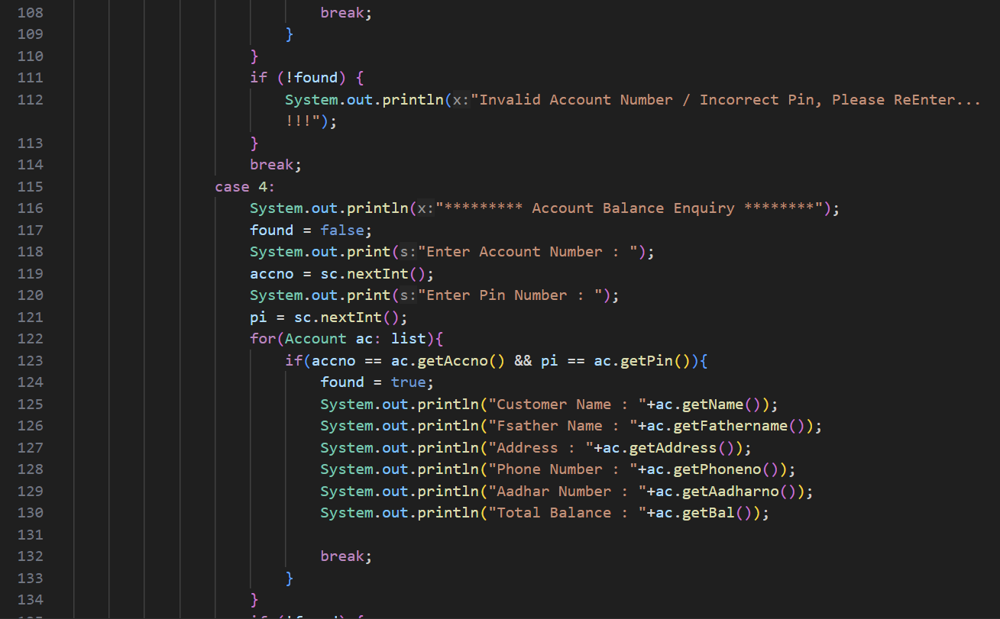 108 break;
109 }
110 }
111 if (!found) {
112 System.out.println(x:"Invalid Account Number / Incorrect Pin, Please ReEnter...
!!!");
113 }
114 break;
115 case 4:
116 System.out.println(x:"********* Account Balance Enquiry ********");
117 found = false;
118 System.out.print(s:"Enter Account Number : ");
119 accno = sc.nextInt();
120 System.out.print(s:"Enter Pin Number : ");
121 pi = sc.nextInt();
122 for(Account ac: list){
123 if(accno == ac.getAccno() && pi == ac.getPin()){
124 found = true;
125 System.out.println("Customer Name : "+ac.getName());
126 System.out.println("Fsather Name : "+ac.getFathername());
127 System.out.println("Address : "+ac.getAddress());
128 System.out.println("Phone Number : "+ac.getPhoneno());
129 System.out.println("Aadhar Number : "+ac.getAadharno());
130 System.out.println("Total Balance : "+ac.getBal());
131
132 break;
133 }
134 }